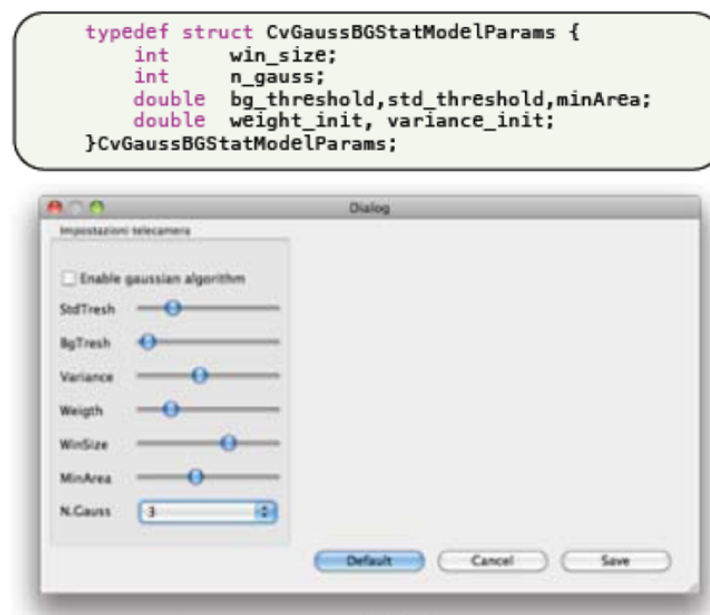 typedef struct CvGaussBGStatModelParams {
int win_size;
int n_gauss;
double bg_threshold,std_threshold,minArea;
double weight_init, variance_init;
}CvGaussBGStatModelParams;
Dialog
Impostazioni telecamera
Enable gaussian algorithm
StdTresh
BgTresh
Variance
Weigth
WinSize
MinArea
N.Gauss 3
Default Cancel Save